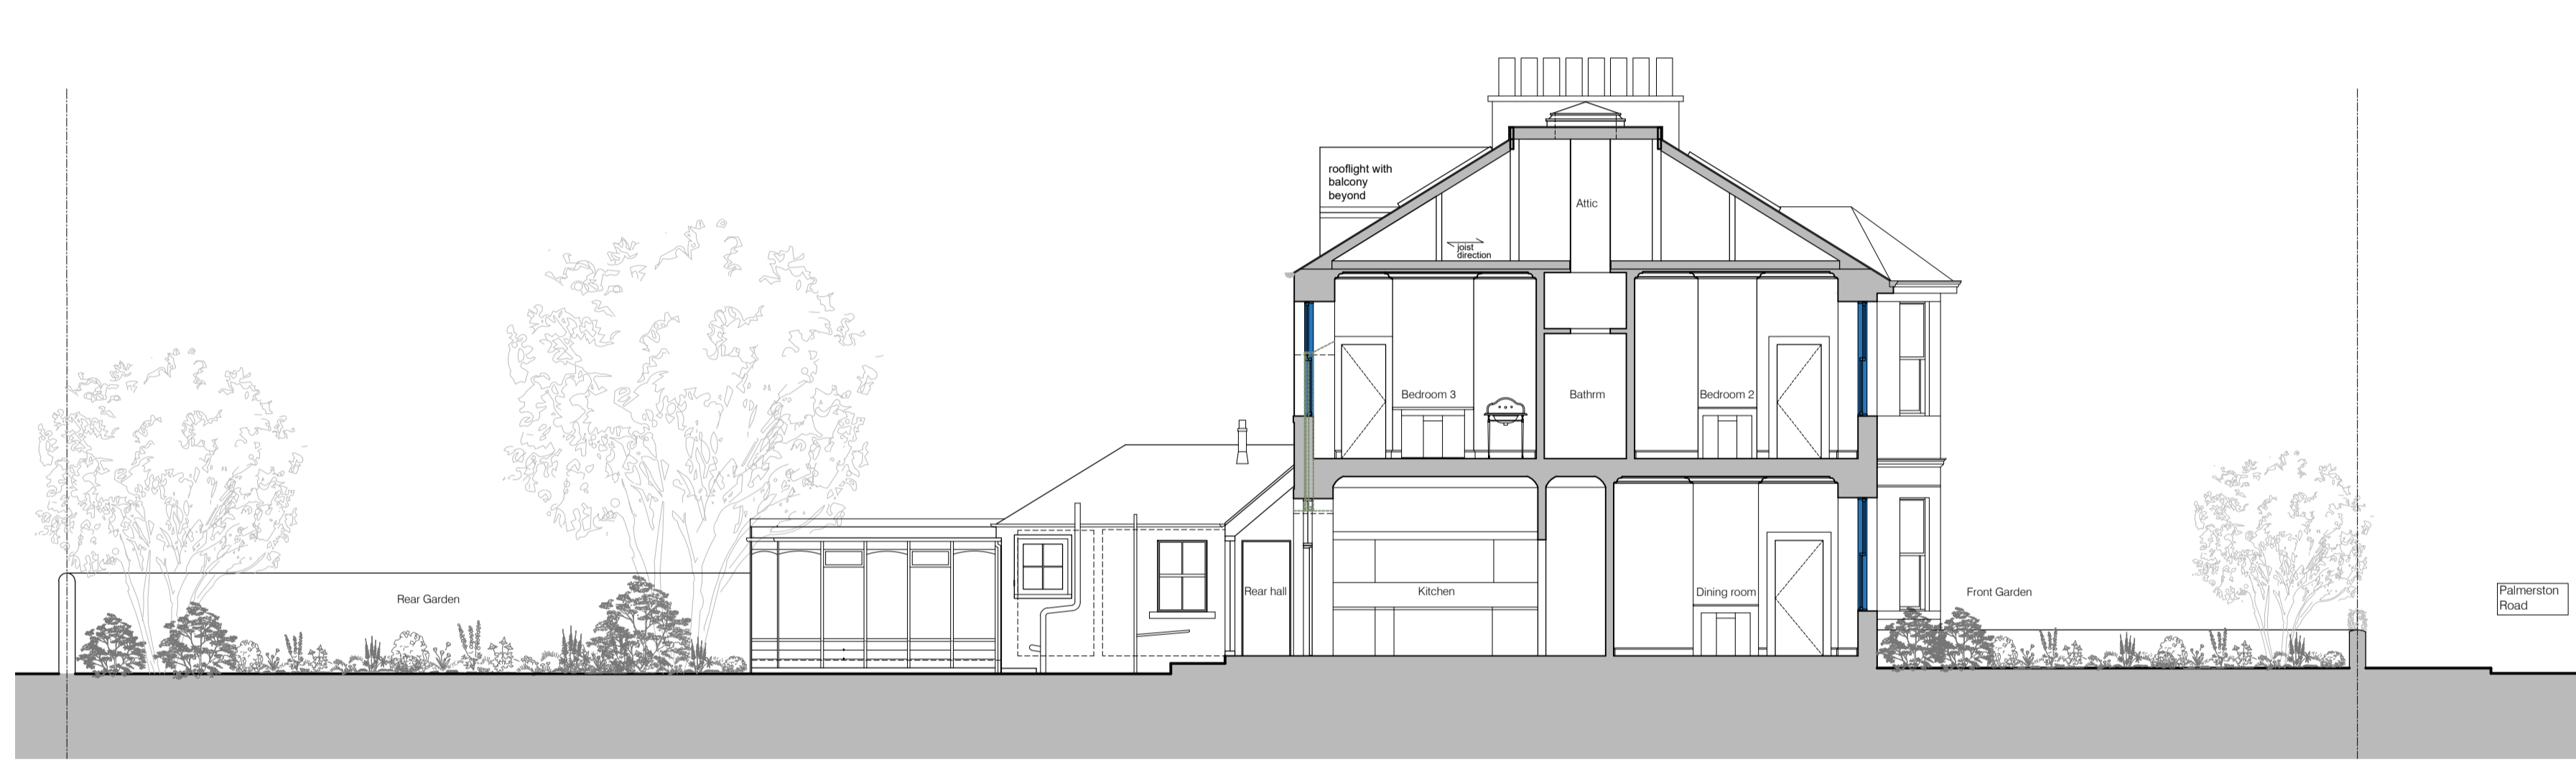 rooflight with
balcony
beyond
Attic
joist
direction
Bedroom 3
Bathrm
Bedroom 2
Rear Garden
Rear hall
Kitchen
Dining room
Front Garden
Palmerston
Road